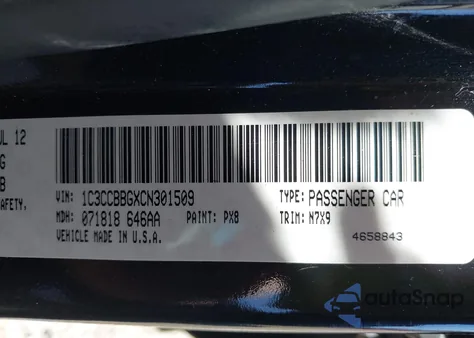 UL 12
G
B
SAFETY,
VIN: 1C3CCBBGXCN301509
TYPE: PASSENGER CAR
MDH: 071818 646AA
PAINT: PX8
TRIM: N7X9
VEHICLE MADE IN U.S.A.
4658843
autoSnap